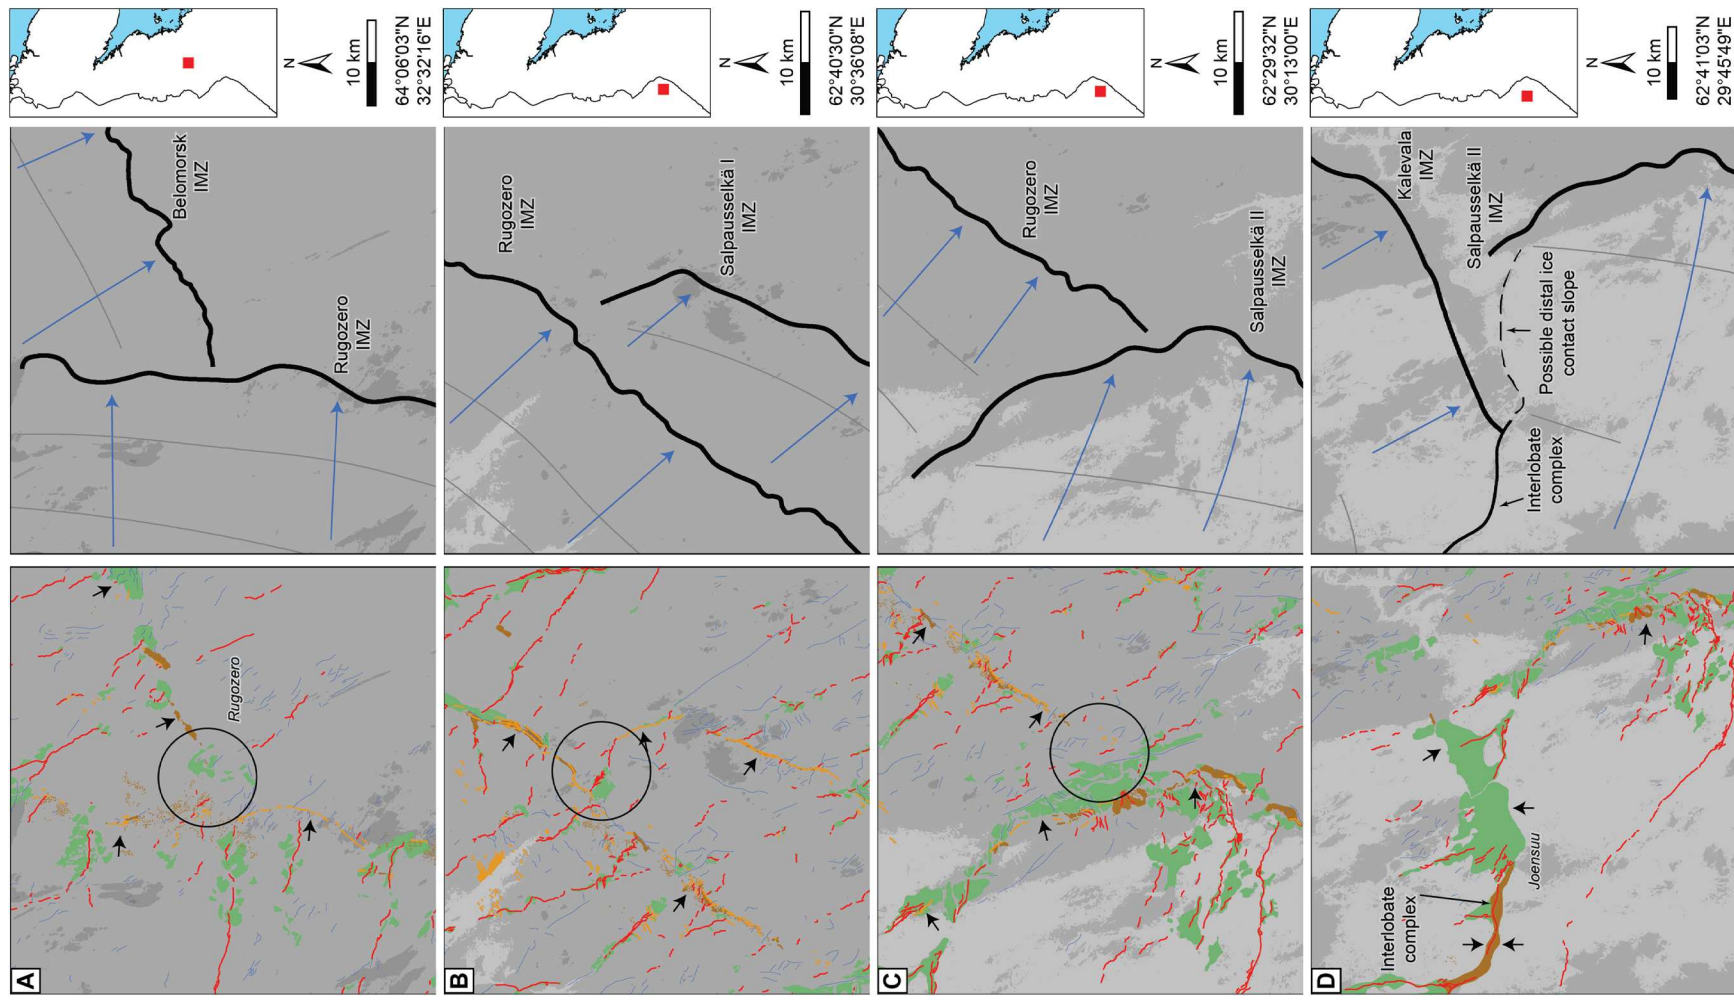 A
Rugozero
Belomorsk
IMZ
Rugozero
IMZ
N
10 km
64°06'03"N
32°32'16"E
B
Rugozero
IMZ
Salpausselkä I
IMZ
N
10 km
62°40'30"N
30°36'08"E
C
Rugozero
IMZ
Salpausselkä II
IMZ
N
10 km
62°29'32"N
30°13'00"E
D
Interlobate
complex
Joensuu
Kalevala
IMZ
Salpausselkä II
IMZ
Possible distal ice
contact slope
Interlobate
complex
N
10 km
62°41'03"N
29°45'49"E